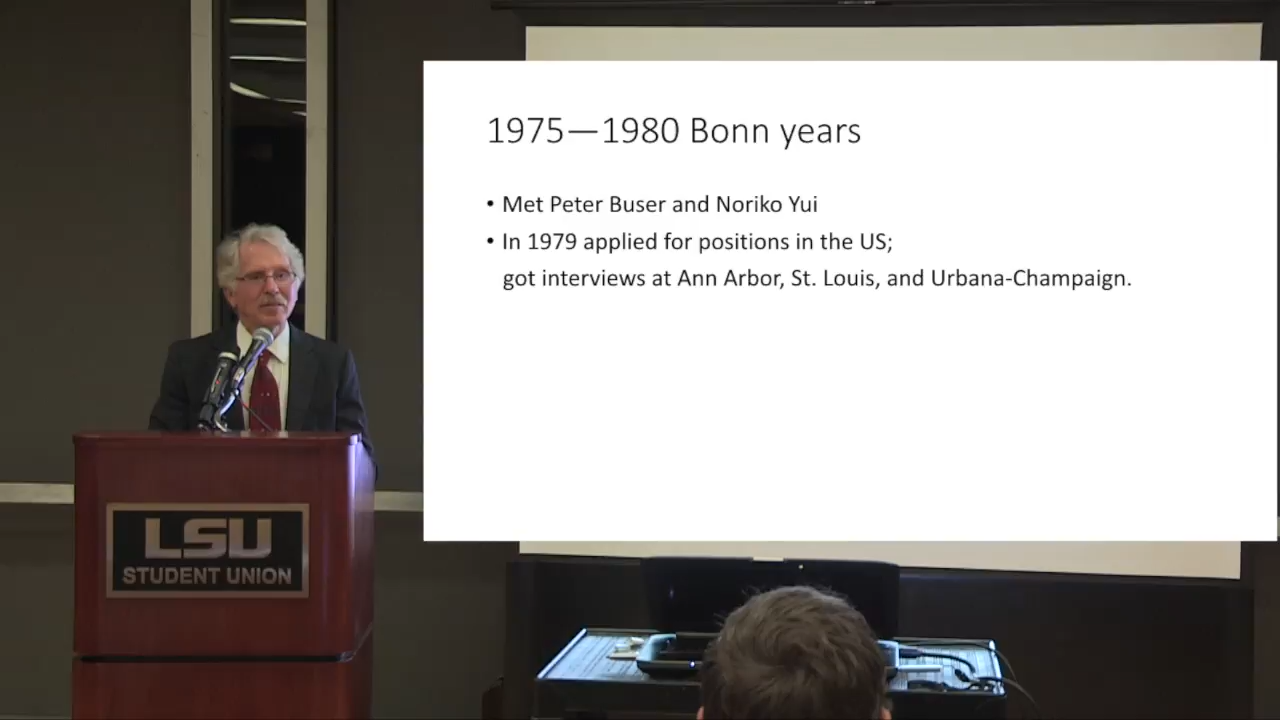 1975—1980 Bonn years
• Met Peter Buser and Noriko Yui
• In 1979 applied for positions in the US;
got interviews at Ann Arbor, St. Louis, and Urbana-Champaign.
LSU
STUDENT UNION